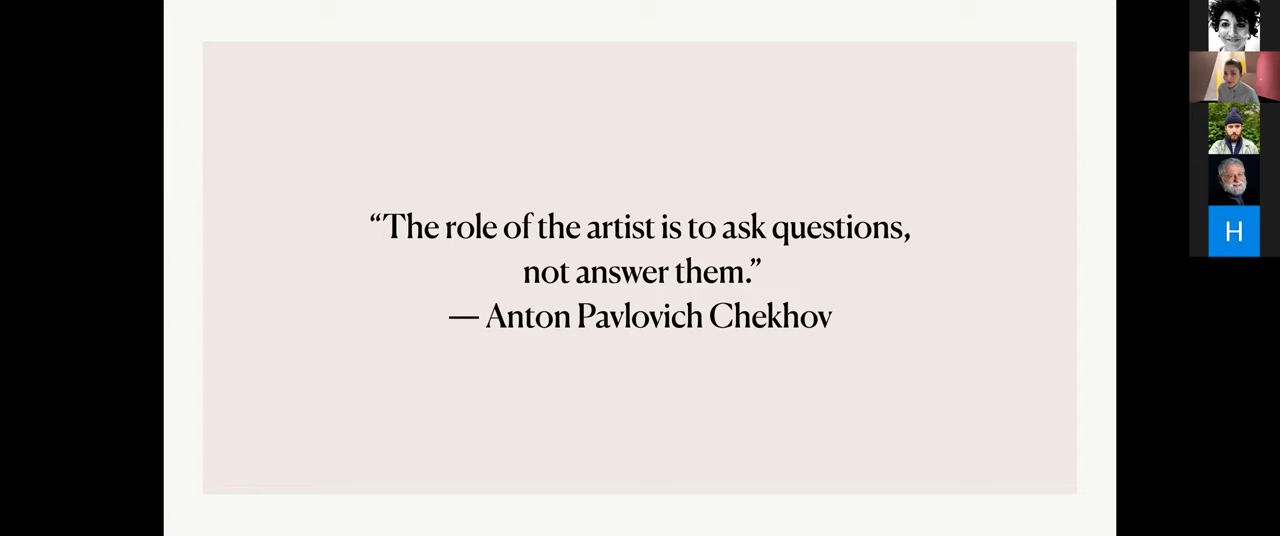 “The role of the artist is to ask questions,
not answer them.”
— Anton Pavlovich Chekhov
H